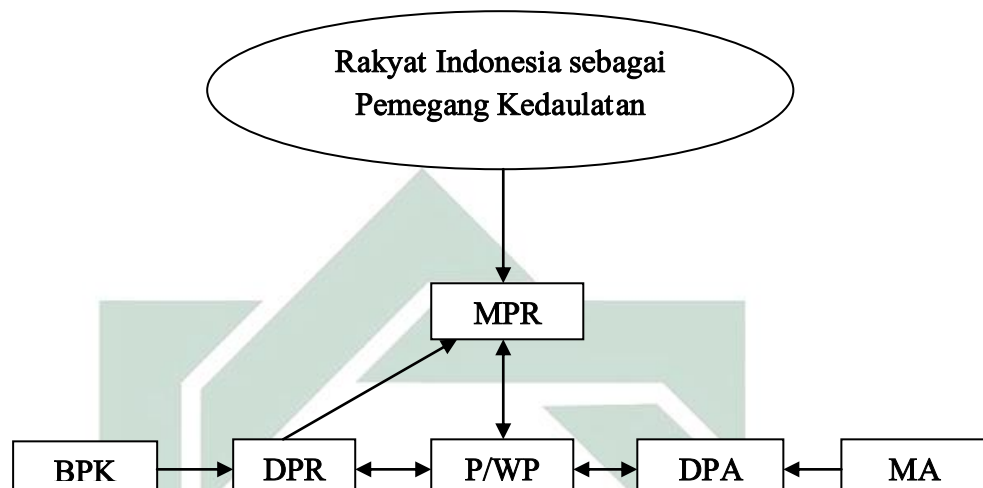 Rakyat Indonesia sebagai
Pemegang Kedaulatan
MPR
BPK
DPR
P/WP
DPA
MA